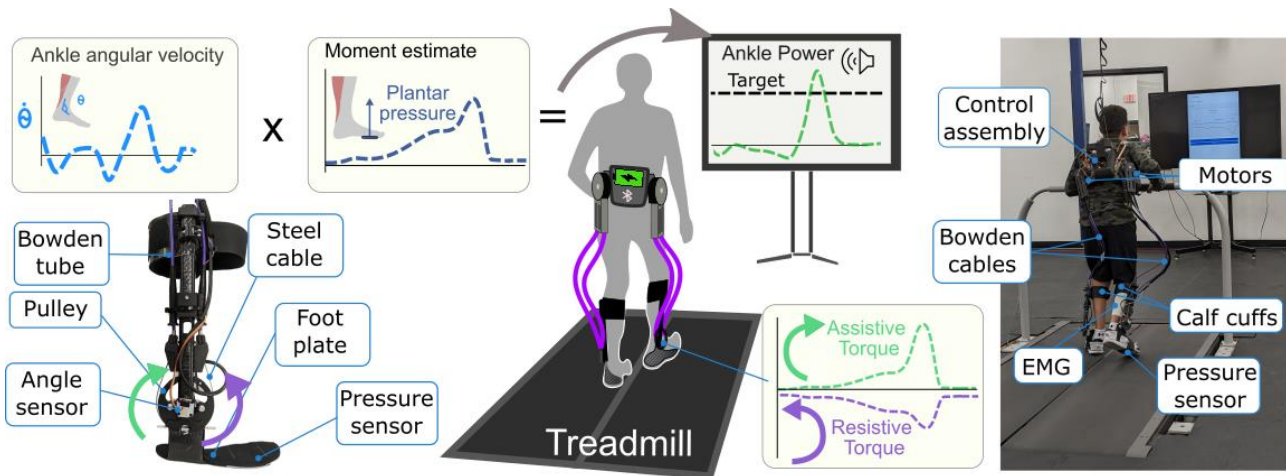 Ankle angular velocity
θ̇
θ
x
Moment estimate
Plantar
pressure
=
Ankle Power
Target
Control
assembly
Motors
Bowden
cables
Calf cuffs
EMG
Pressure
sensor
Bowden
tube
Steel
cable
Pulley
Foot
plate
Angle
sensor
Pressure
sensor
Treadmill
Assistive
Torque
Resistive
Torque